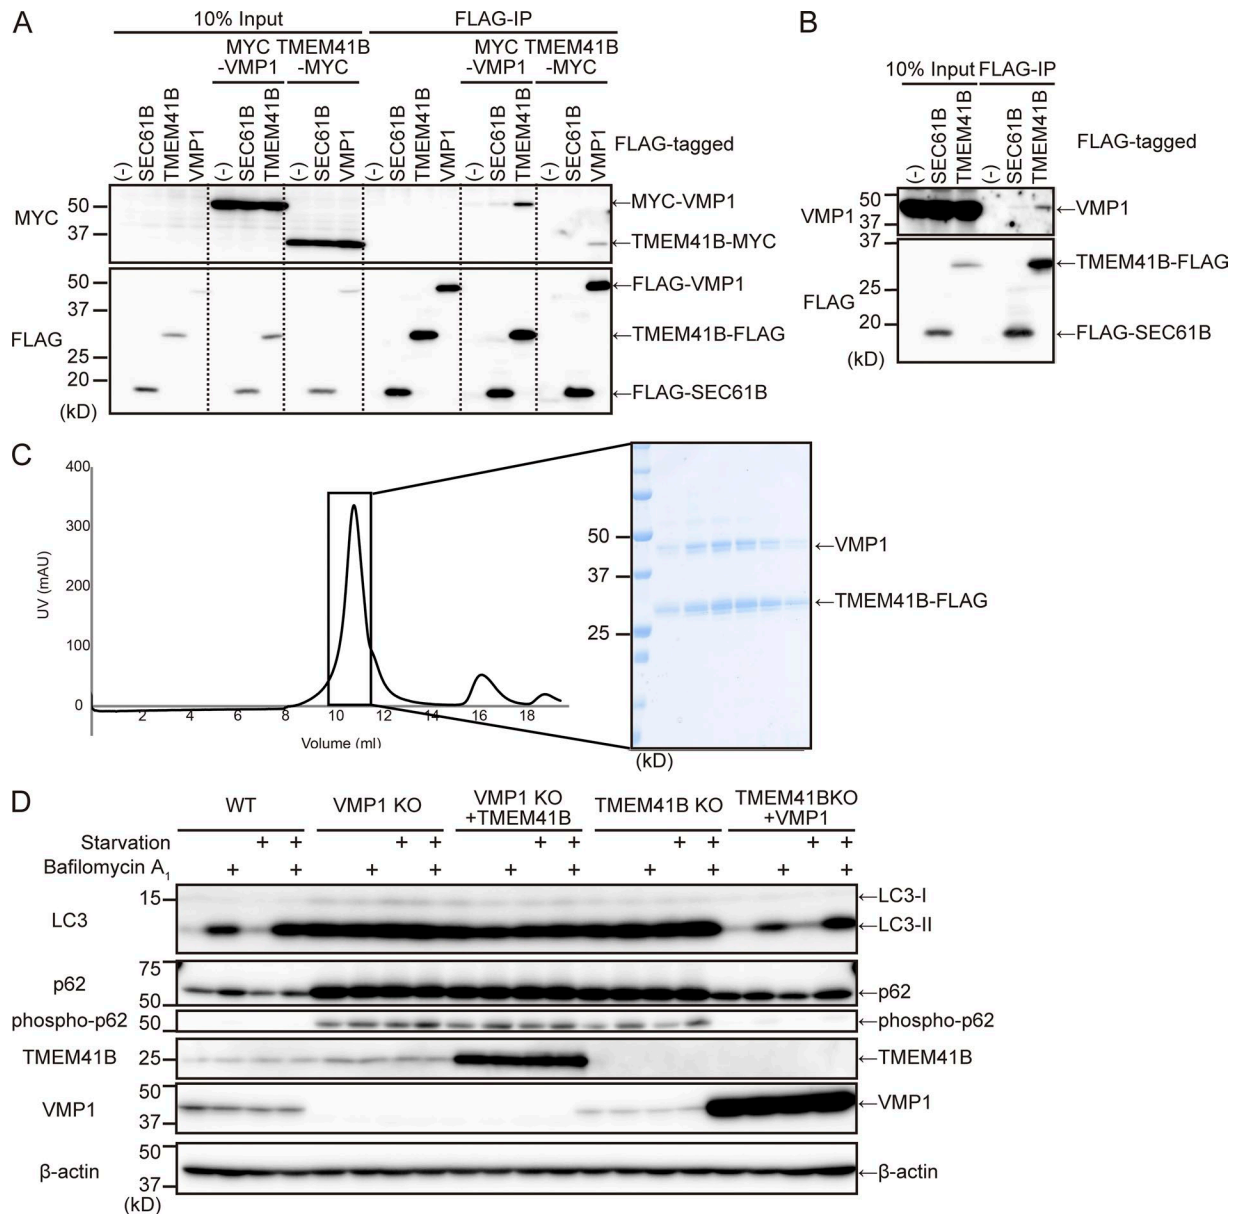 A
10% Input FLAG-IP
MYC TMEM41B MYC TMEM41B
-VMP1 -MYC -VMP1 -MYC
(-) SEC61B TMEM41B VMP1 (-) SEC61B TMEM41B (-) SEC61B VMP1 (-) SEC61B TMEM41B VMP1 (-) SEC61B TMEM41B (-) SEC61B VMP1
FLAG-tagged
MYC
50
37
←MYC-VMP1
←TMEM41B-MYC
FLAG
50
37
25
20
(kD)
←FLAG-VMP1
←TMEM41B-FLAG
←FLAG-SEC61B
B
10% Input FLAG-IP
(-) SEC61B TMEM41B (-) SEC61B TMEM41B
FLAG-tagged
VMP1
50
37
←VMP1
FLAG
37
25
20
(kD)
←TMEM41B-FLAG
←FLAG-SEC61B
C
UV (mAU)
400
300
200
100
0
2 4 6 8 10 12 14 16 18
Volume (ml)
50
37
25
(kD)
←VMP1
←TMEM41B-FLAG
D
WT VMP1 KO VMP1 KO +TMEM41B TMEM41B KO TMEM41BKO +VMP1
Starvation + + + + + + + + + +
Bafilomycin A1 + + + + + + + + + +
LC3 15 ←LC3-I
←LC3-II
p62 75
50 ←p62
phospho-p62 50 ←phospho-p62
TMEM41B 25 ←TMEM41B
VMP1 50
37 ←VMP1
β-actin 50
37 ←β-actin
(kD)